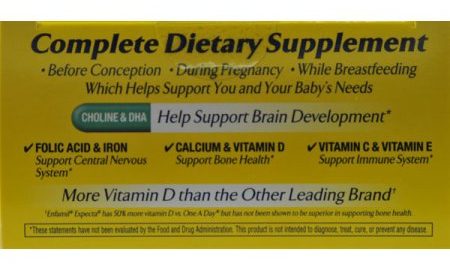 Complete Dietary Supplement
• Before Conception • During Pregnancy • While Breastfeeding
Which Helps Support You and Your Baby's Needs
CHOLINE & DHA Help Support Brain Development*
✓ FOLIC ACID & IRON
Support Central Nervous
System*
✓ CALCIUM & VITAMIN D
Support Bone Health*
✓ VITAMIN C & VITAMIN E
Support Immune System*
More Vitamin D than the Other Leading Brand†
†Enfamil® Expecta® has 50% more vitamin D vs. One A Day® but has not been shown to be superior in supporting bone health.
*These statements have not been evaluated by the Food and Drug Administration. This product is not intended to diagnose, treat, cure, or prevent any disease.